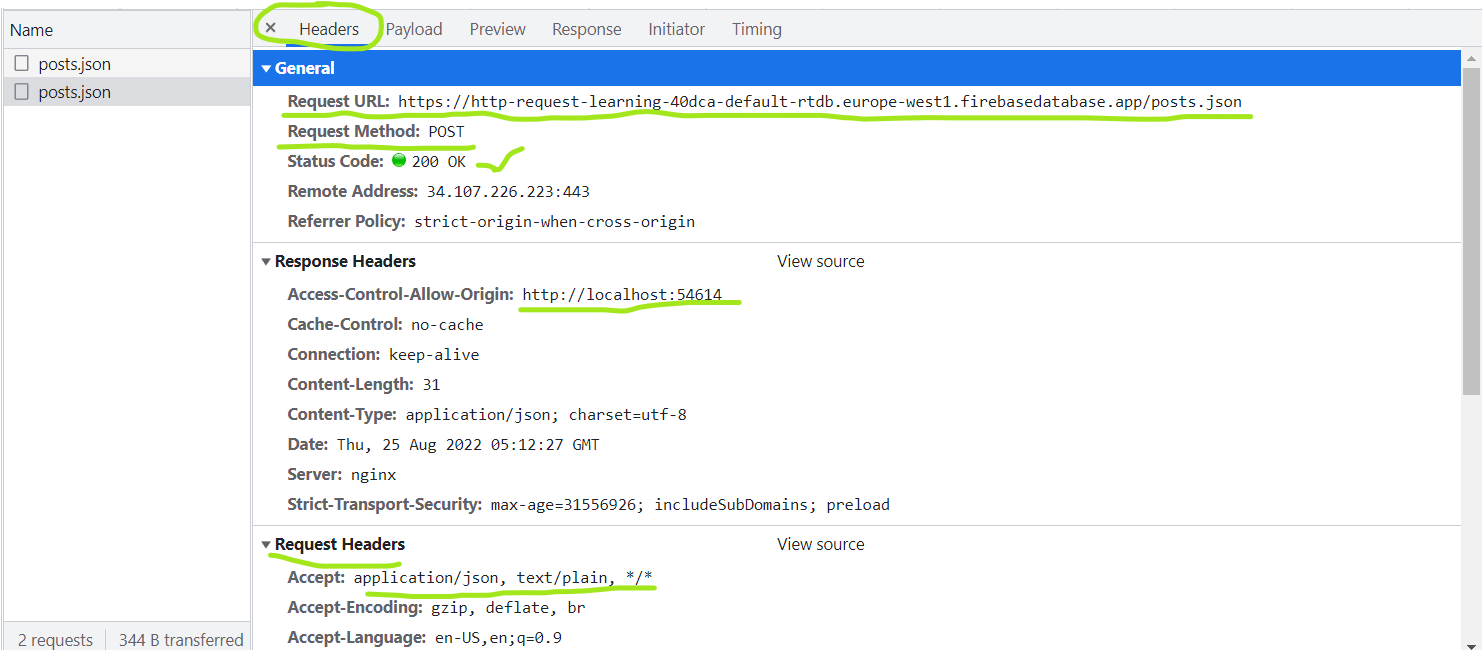 Name
posts.json
posts.json
2 requests 344 B transferred
× Headers Payload Preview Response Initiator Timing
General
Request URL: https://http-request-learning-40dca-default-rtdb.europe-west1.firebasedatabase.app/posts.json
Request Method: POST
Status Code: 200 OK
Remote Address: 34.107.226.223:443
Referrer Policy: strict-origin-when-cross-origin
Response Headers View source
Access-Control-Allow-Origin: http://localhost:54614
Cache-Control: no-cache
Connection: keep-alive
Content-Length: 31
Content-Type: application/json; charset=utf-8
Date: Thu, 25 Aug 2022 05:12:27 GMT
Server: nginx
Strict-Transport-Security: max-age=31556926; includeSubDomains; preload
Request Headers View source
Accept: application/json, text/plain, */*
Accept-Encoding: gzip, deflate, br
Accept-Language: en-US,en;q=0.9